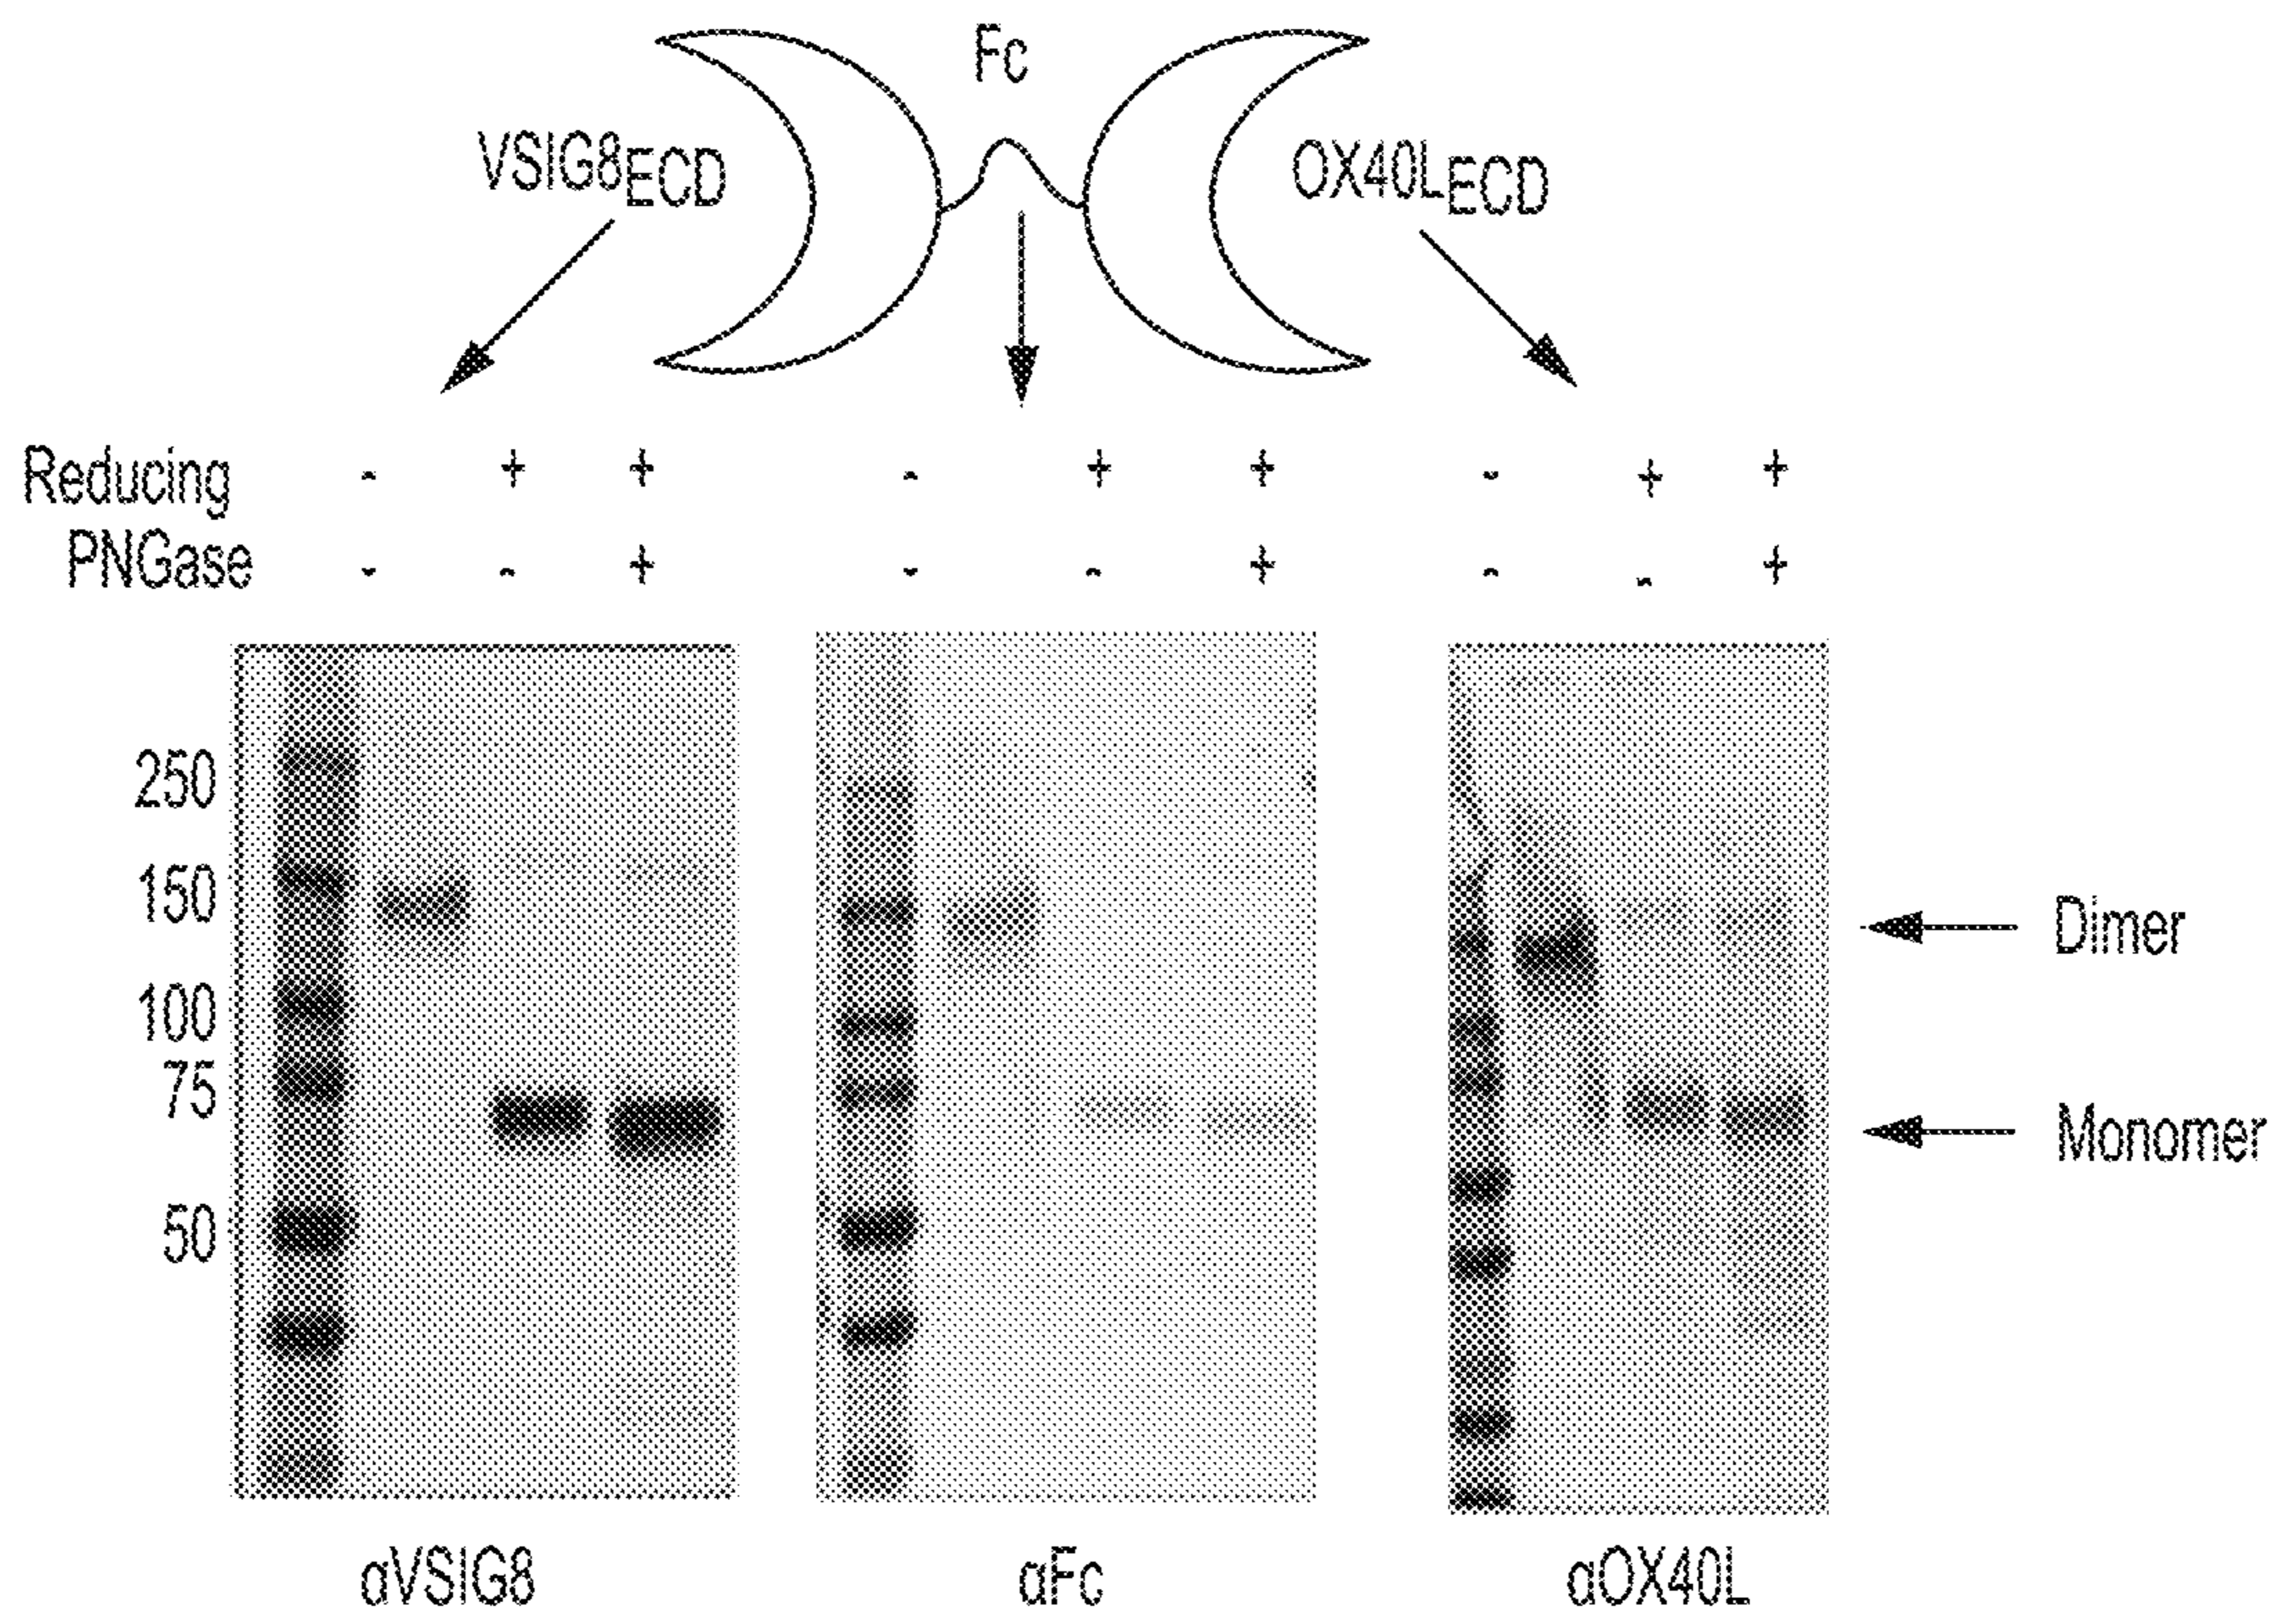 Fc
VSIG8ECD
OX40LECD
Reducing - + + - + + - + +
PNGase - - + - - + - - +
250
150
100
75
50
Dimer
Monomer
αVSIG8
αFc
αOX40L